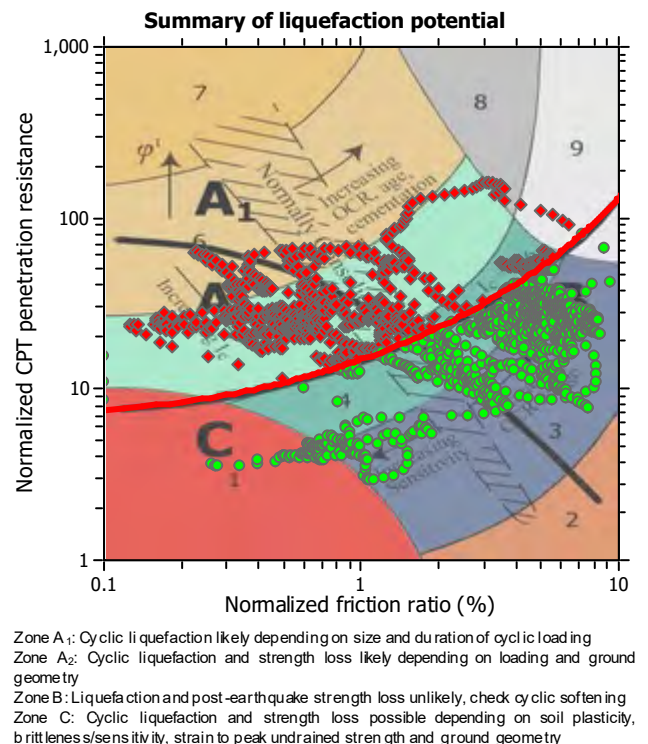 Summary of liquefaction potential
1,000
7
8
9
φ'
Increasing
OCR, age,
cementation
Normally
A1
100
6
A
10
4
C
1
Increasing
Sensitivity
OCR
3
2
1
0.1
1
10
Normalized CPT penetration resistance
Normalized friction ratio (%)
Zone A1: Cyclic liquefaction likely depending on size and duration of cyclic loading
Zone A2: Cyclic liquefaction and strength loss likely depending on loading and ground
geometry
Zone B: Liquefaction and post-earthquake strength loss unlikely, check cyclic softening
Zone C: Cyclic liquefaction and strength loss possible depending on soil plasticity,
brittleness/sensitivity, strain to peak undrained strength and ground geometry